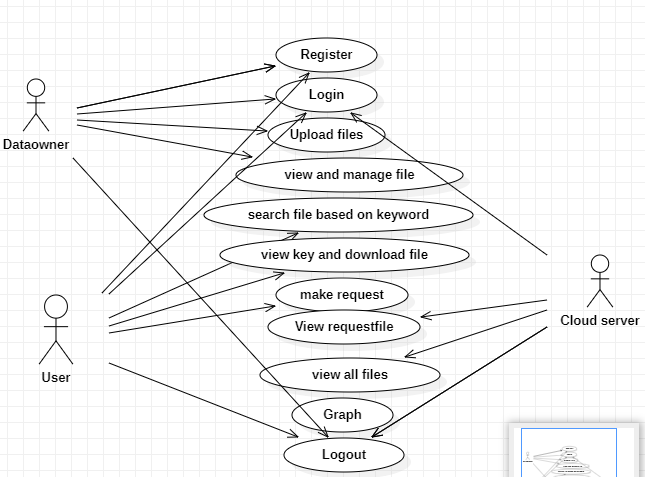 Register
Login
Dataowner
Upload files
view and manage file
search file based on keyword
view key and download file
make request
Cloud server
View requestfile
User
view all files
Graph
Logout